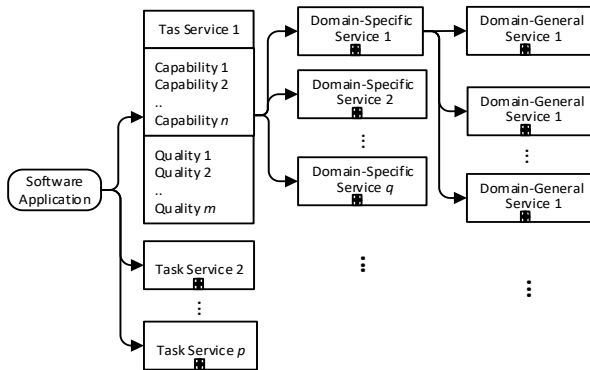 Software
Application
Tas Service 1
Capability 1
Capability 2
..
Capability n
Quality 1
Quality 2
..
Quality m
Task Service 2
...
Task Service p
Domain-Specific
Service 1
Domain-Specific
Service 2
...
Domain-Specific
Service q
...
Domain-General
Service 1
Domain-General
Service 1
...
Domain-General
Service 1
...